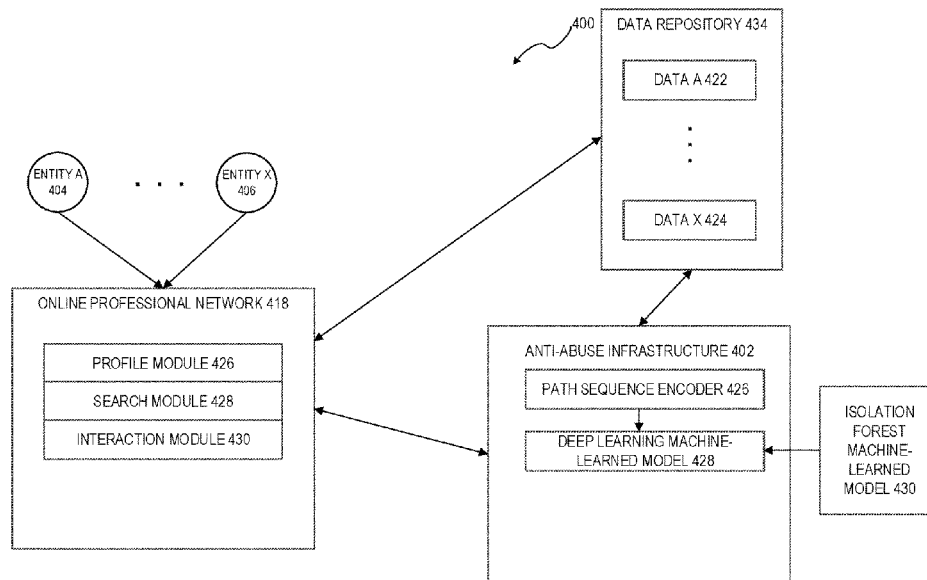 400
DATA REPOSITORY 434
DATA A 422
DATA X 424
ENTITY A
404
ENTITY X
406
ONLINE PROFESSIONAL NETWORK 418
PROFILE MODULE 426
SEARCH MODULE 428
INTERACTION MODULE 430
ANTI-ABUSE INFRASTRUCTURE 402
PATH SEQUENCE ENCODER 426
DEEP LEARNING MACHINE-
LEARNED MODEL 428
ISOLATION
FOREST
MACHINE-
LEARNED
MODEL 430